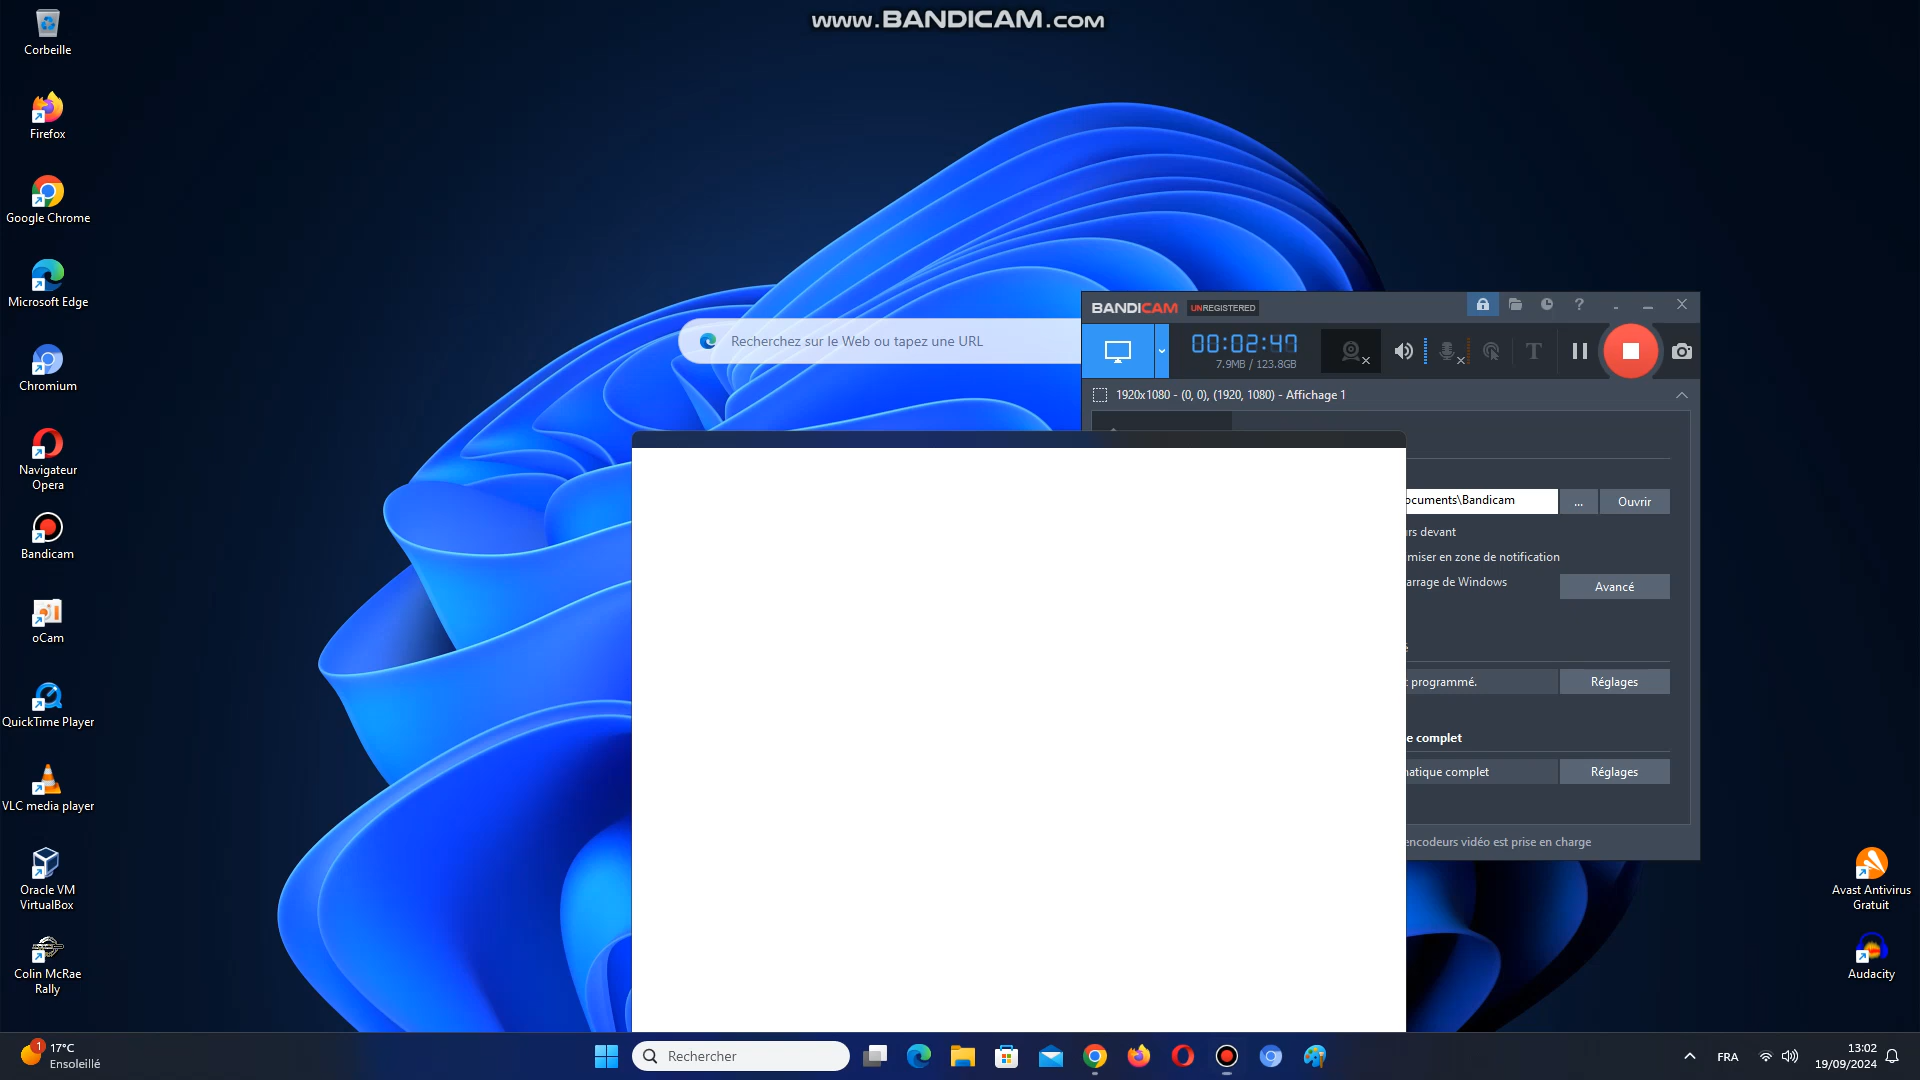 www.BANDICAM.com
Corbeille
Firefox
Google Chrome
Microsoft Edge
Chromium
Navigateur
Opera
Bandicam
oCam
QuickTime Player
VLC media player
Oracle VM
VirtualBox
Colin McRae
Rally
Recherchez sur le Web ou tapez une URL
BANDICAM UNREGISTERED
00:02:47
7.9MB / 123.8GB
1920x1080 - (0, 0), (1920, 1080) - Affichage 1
ocuments\Bandicam ... Ouvrir
rs devant
miser en zone de notification
arrage de Windows
Avancé
programmé. Réglages
e complet
atique complet Réglages
encodeurs vidéo est prise en charge
Avast Antivirus
Gratuit
Audacity
1
17°C
Ensoleillé
Rechercher
FRA
13:02
19/09/2024